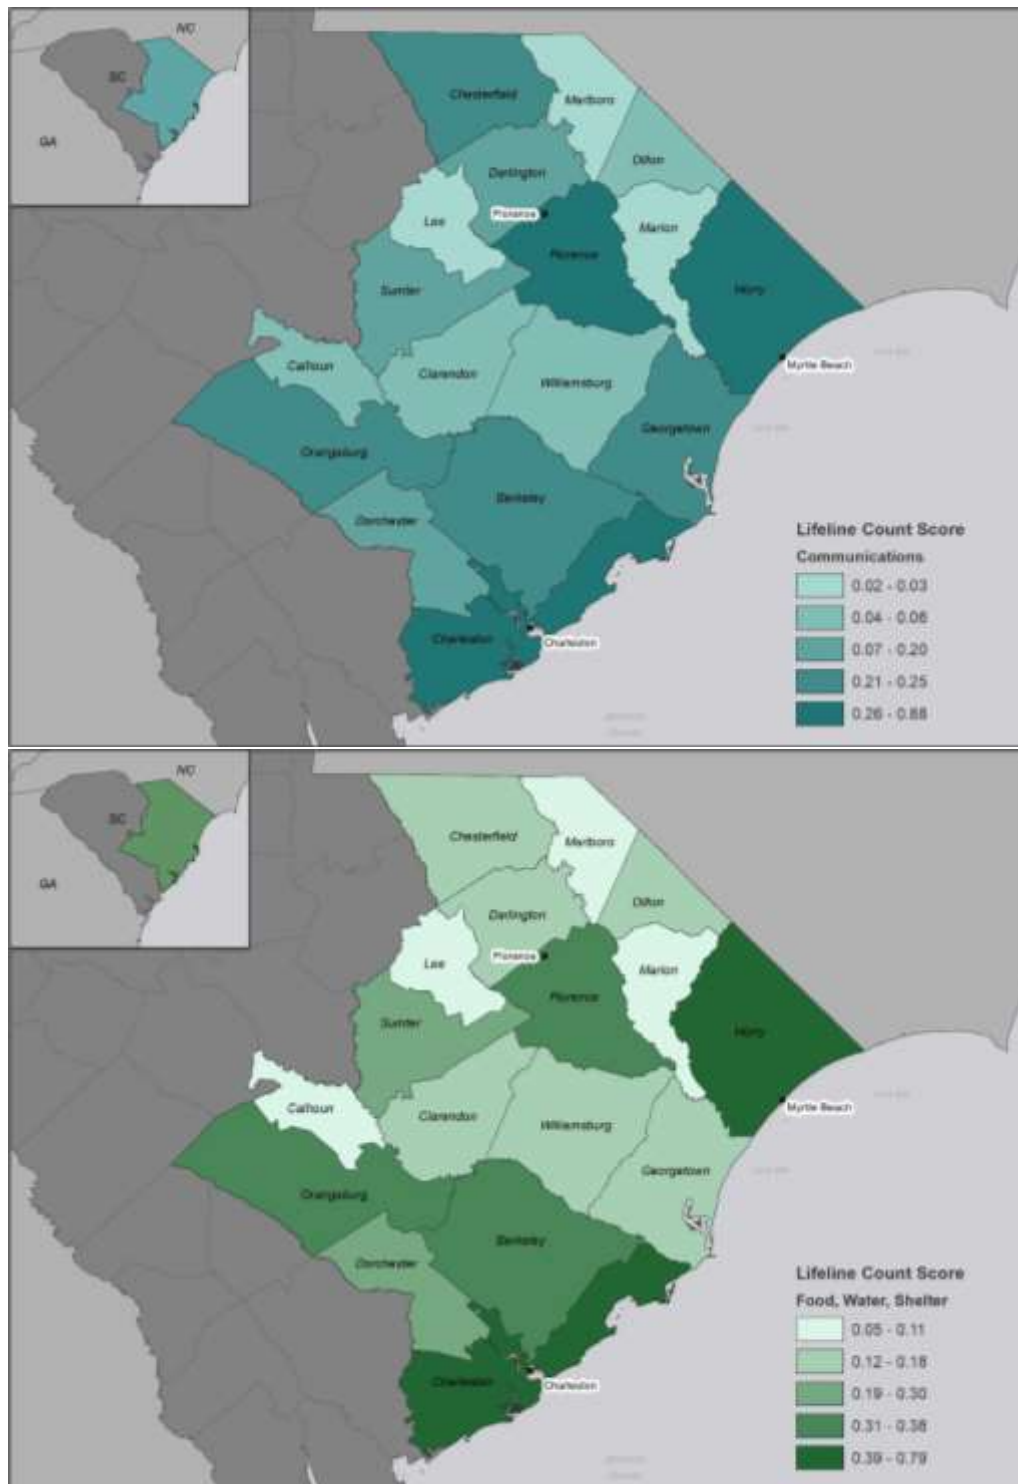 NC
SC
GA
Chesterfield
Marlboro
Dillon
Darlington
Lee
Florence
Marion
Florence
Horry
Sumter
Calhoun
Clarendon
Williamsburg
Myrtle Beach
Georgetown
Orangeburg
Berkeley
Dorchester
Charleston
Charleston
Lifeline Count Score
Communications
0.02 - 0.03
0.04 - 0.06
0.07 - 0.20
0.21 - 0.25
0.26 - 0.88
NC
SC
GA
Chesterfield
Marlboro
Dillon
Darlington
Lee
Florence
Marion
Florence
Horry
Sumter
Calhoun
Clarendon
Williamsburg
Myrtle Beach
Georgetown
Orangeburg
Berkeley
Dorchester
Charleston
Charleston
Lifeline Count Score
Food, Water, Shelter
0.05 - 0.11
0.12 - 0.18
0.19 - 0.30
0.31 - 0.38
0.39 - 0.79